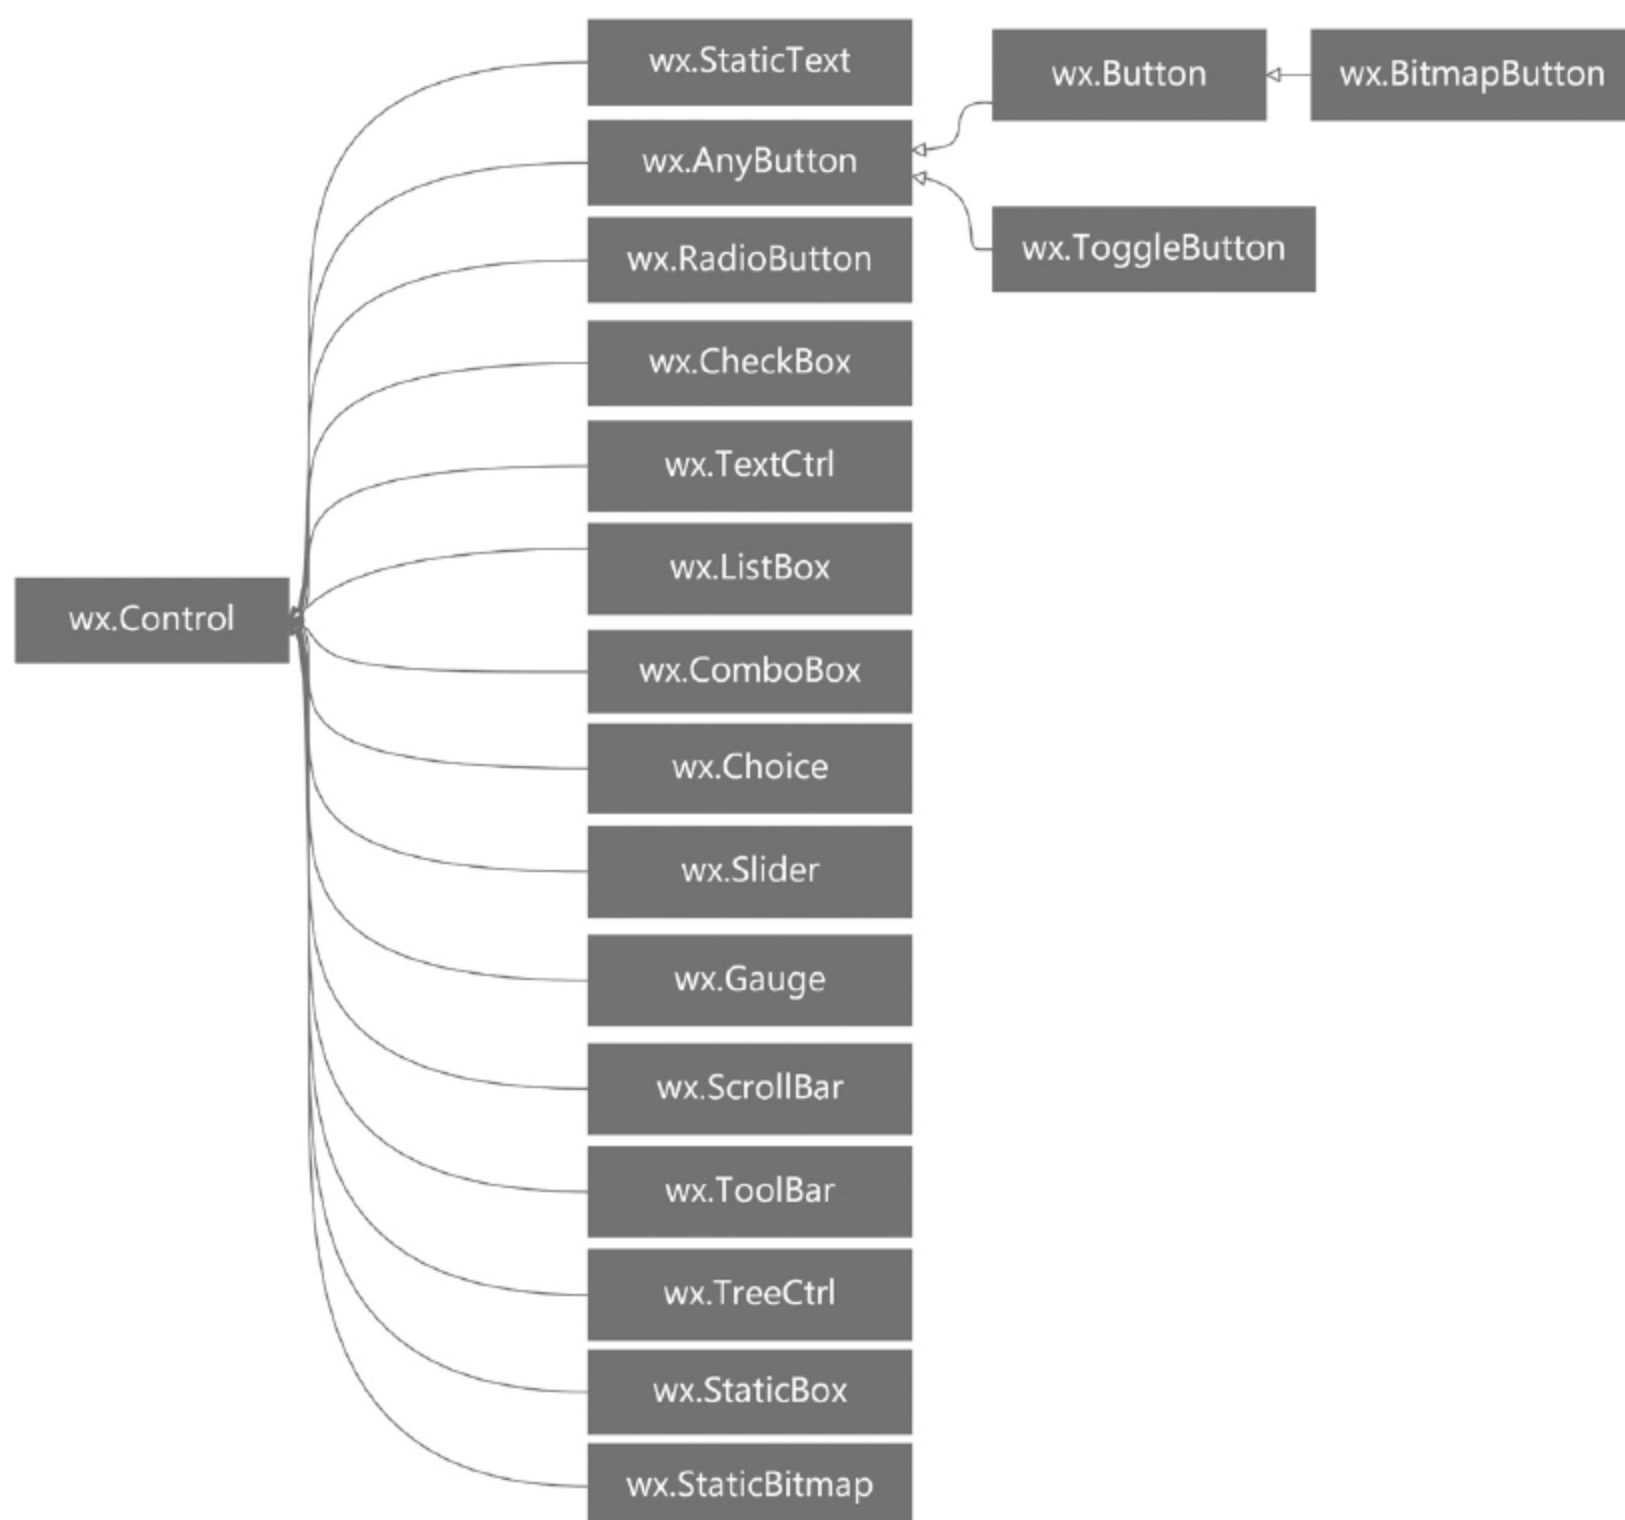 wx.StaticText
wx.Button
wx.BitmapButton
wx.AnyButton
wx.ToggleButton
wx.RadioButton
wx.CheckBox
wx.TextCtrl
wx.ListBox
wx.Control
wx.ComboBox
wx.Choice
wx.Slider
wx.Gauge
wx.ScrollBar
wx.ToolBar
wx.TreeCtrl
wx.StaticBox
wx.StaticBitmap